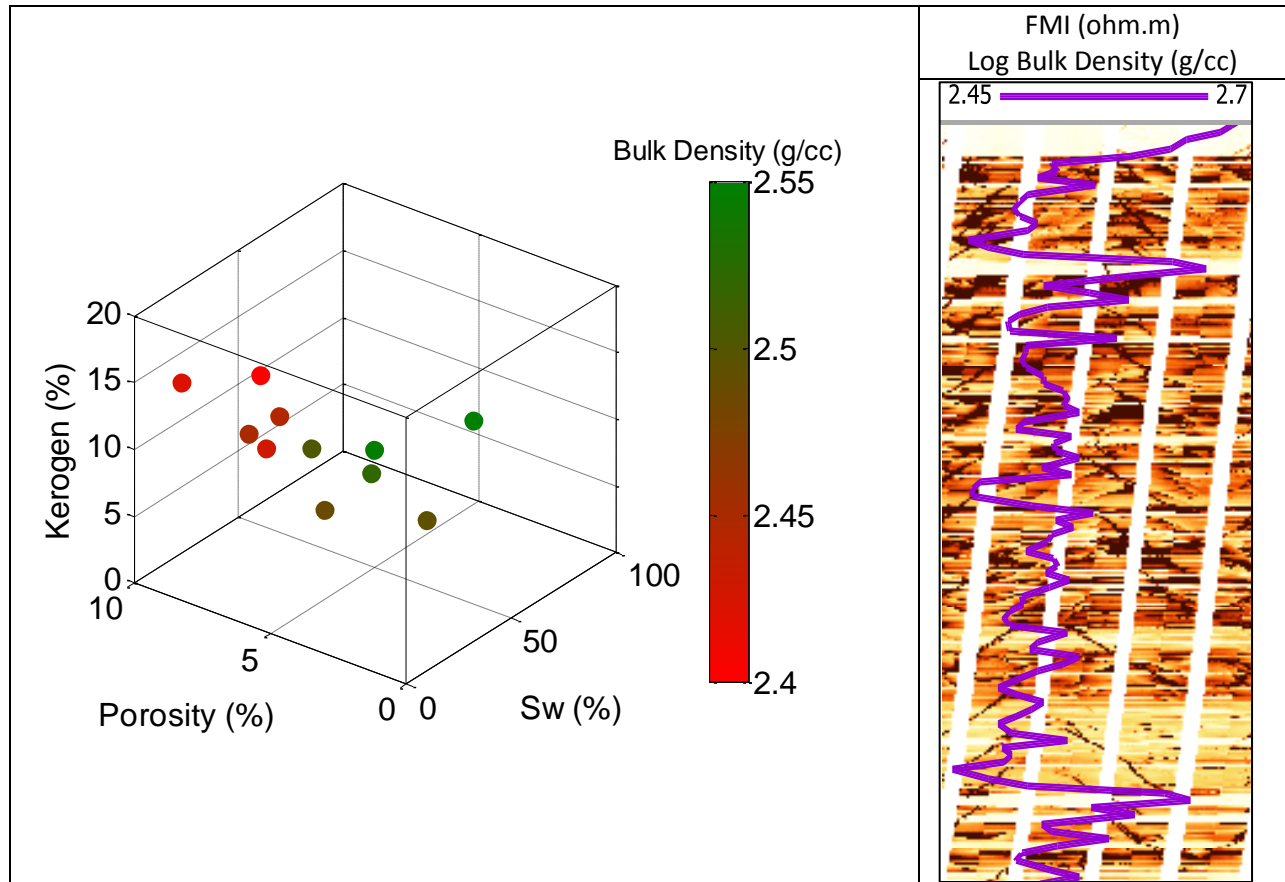 FMI (ohm.m)
Log Bulk Density (g/cc)
2.45 2.7
Bulk Density (g/cc)
2.55
2.5
2.45
2.4
Kerogen (%)
20
15
10
5
0
10
5
0
Porosity (%)
0
50
100
Sw (%)